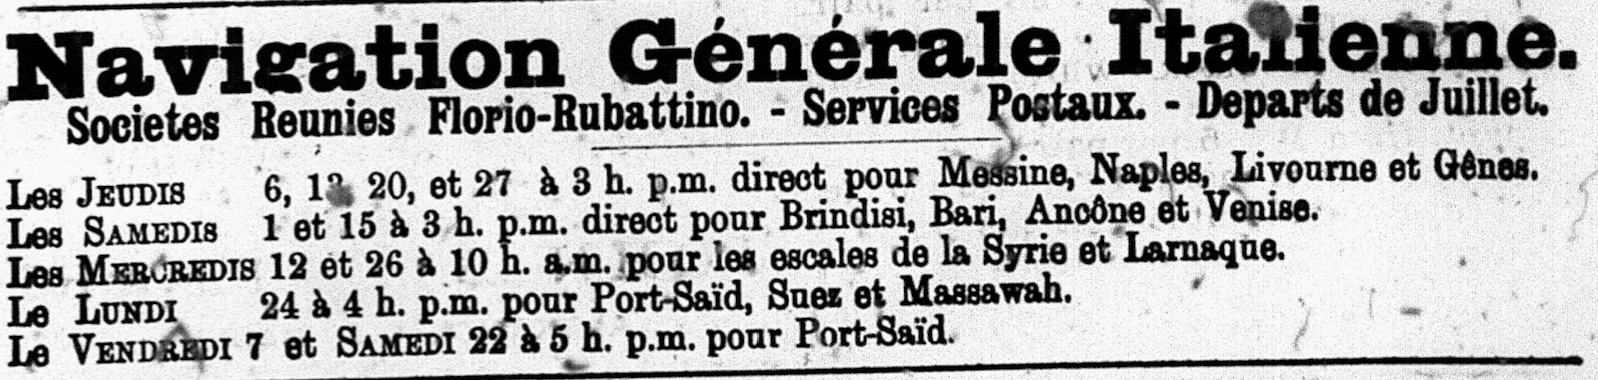 Navigation Générale Italienne.
Societes Reunies Florio-Rubattino. - Services Postaux. - Departs de Juillet.
Les JEUDIS 6, 13, 20, et 27 à 3 h. p.m. direct pour Messine, Naples, Livourne et Gênes.
Les SAMEDIS 1 et 15 à 3 h. p.m. direct pour Brindisi, Bari, Ancône et Venise.
Les MERCREDIS 12 et 26 à 10 h. a.m. pour les escales de la Syrie et Larnaque.
Le LUNDI 24 à 4 h. p.m. pour Port-Saïd, Suez et Massawah.
Le VENDREDI 7 et SAMEDI 22 à 5 h. p.m. pour Port-Saïd.